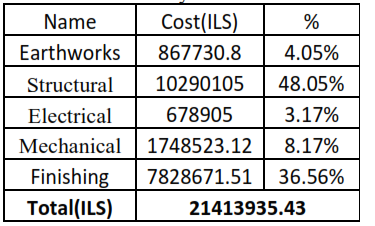 Name Cost(ILS) %
Earthworks 867730.8 4.05%
Structural 10290105 48.05%
Electrical 678905 3.17%
Mechanical 1748523.12 8.17%
Finishing 7828671.51 36.56%
Total(ILS) 21413935.43